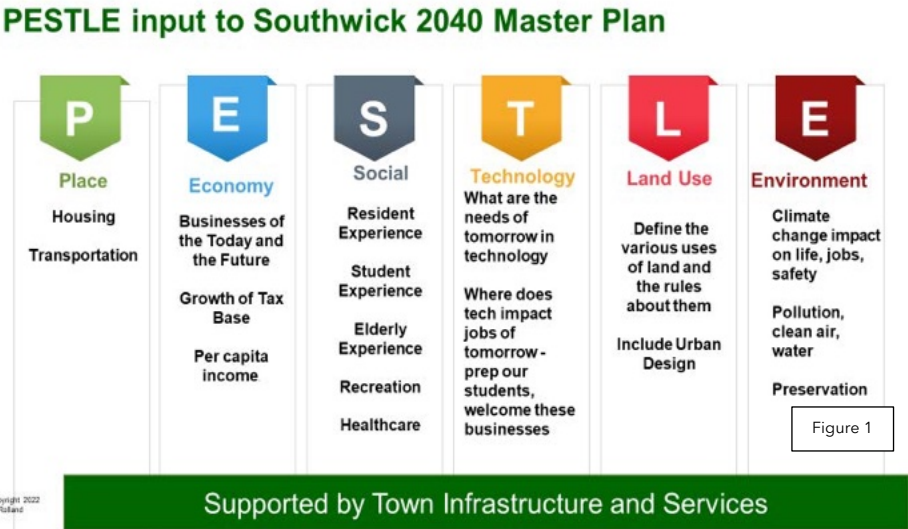 PESTLE input to Southwick 2040 Master Plan
P
Place
Housing
Transportation
E
Economy
Businesses of
the Today and
the Future
Growth of Tax
Base
Per capita
income
S
Social
Resident
Experience
Student
Experience
Elderly
Experience
Recreation
Healthcare
T
Technology
What are the
needs of
tomorrow in
technology
Where does
tech impact
jobs of
tomorrow -
prep our
students,
welcome these
businesses
L
Land Use
Define the
various uses
of land and
the rules
about them
Include Urban
Design
E
Environment
Climate
change impact
on life, jobs,
safety
Pollution,
clean air,
water
Preservation
Figure 1
2022
Supported by Town Infrastructure and Services